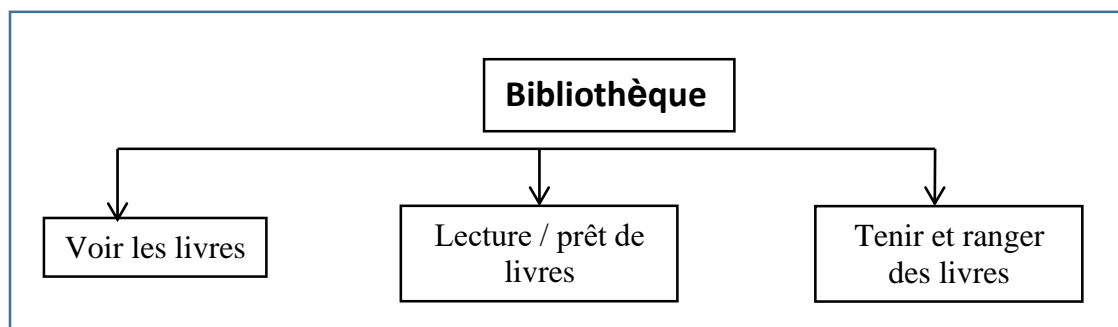 Bibliothèque
Voir les livres
Lecture / prêt de
livres
Tenir et ranger
des livres